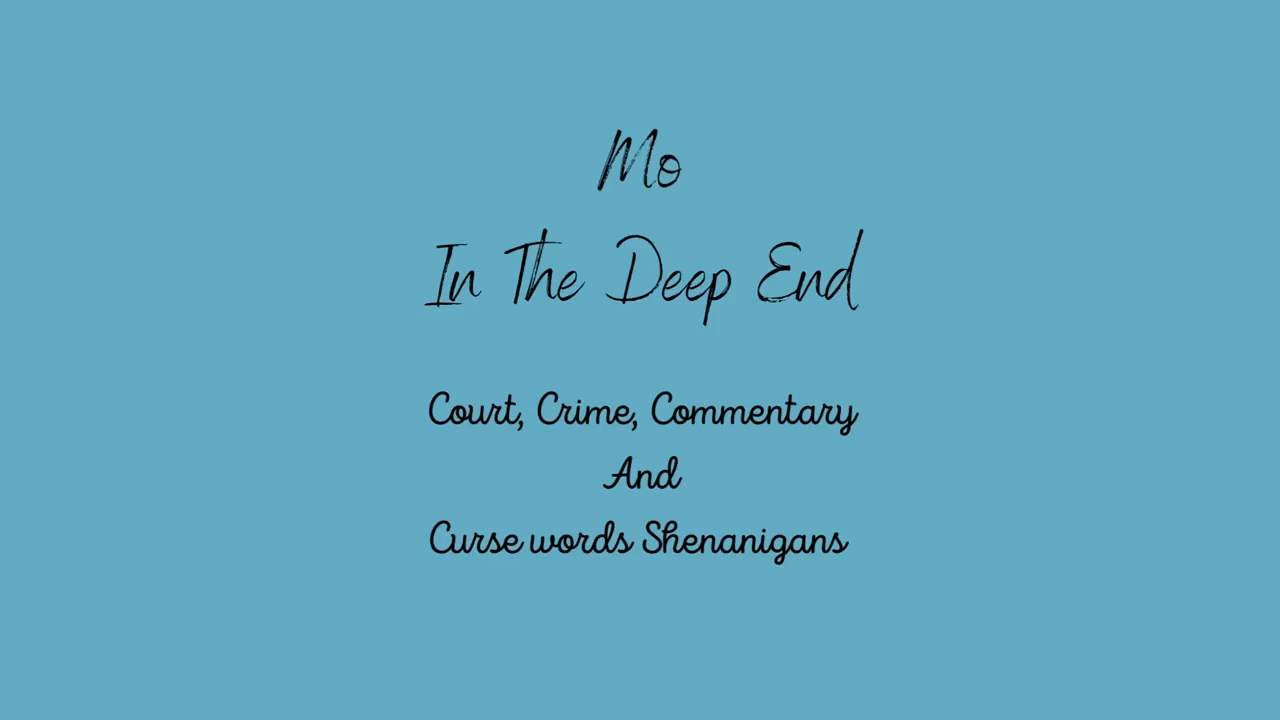 Mo
In The Deep End
Court, Crime, Commentary
And
Curse words Shenanigans